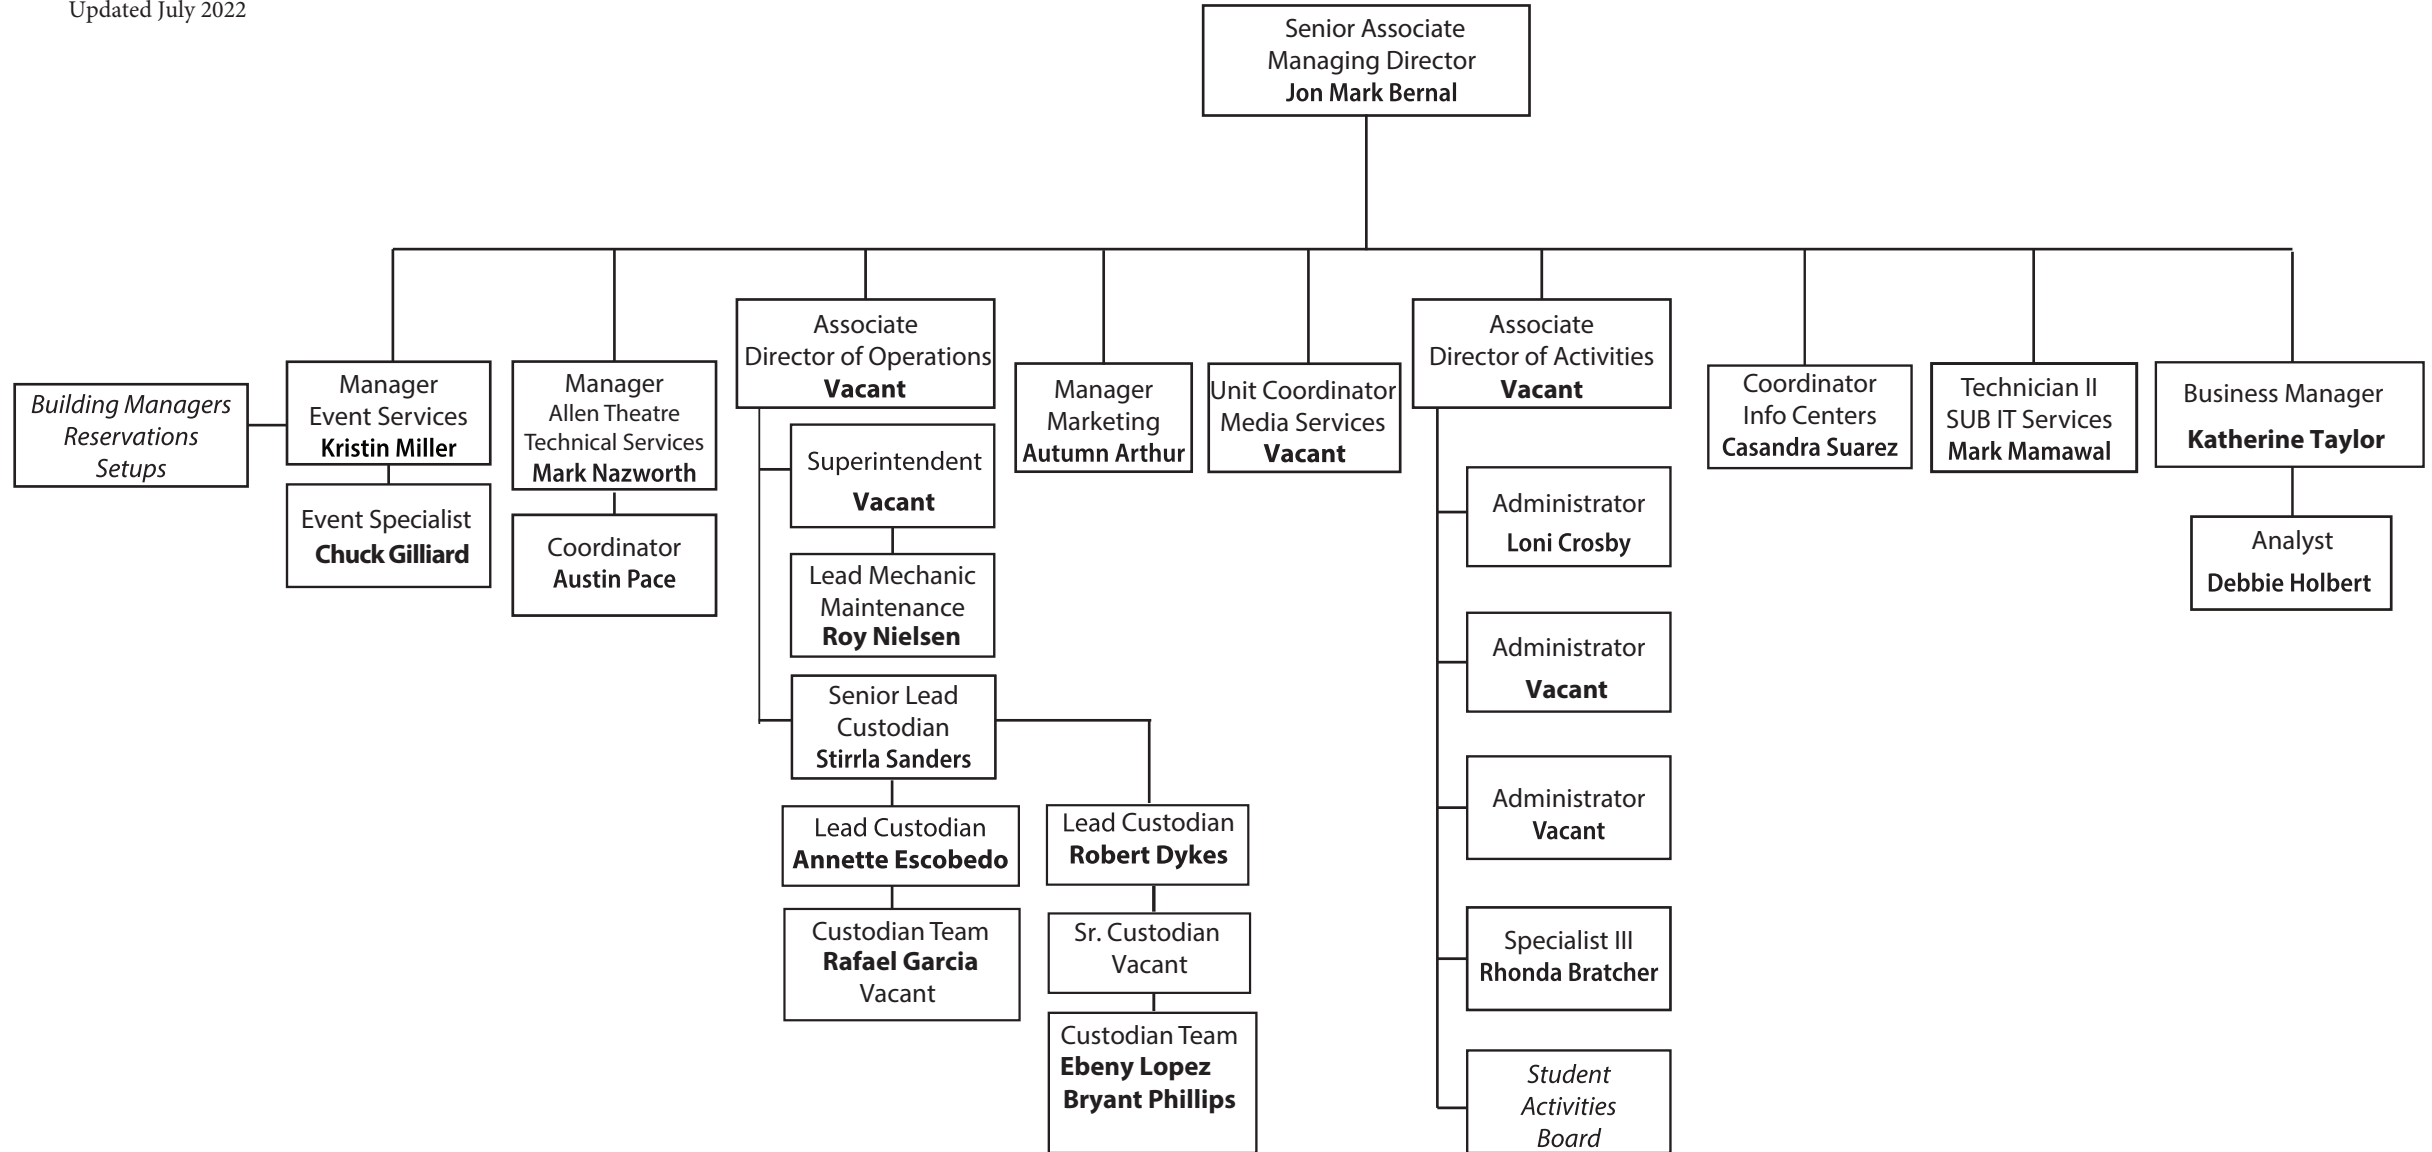 Updated July 2022
Senior Associate
Managing Director
Jon Mark Bernal
Building Managers
Reservations
Setups
Manager
Event Services
Kristin Miller
Event Specialist
Chuck Gilliard
Manager
Allen Theatre
Technical Services
Mark Nazworth
Coordinator
Austin Pace
Associate
Director of Operations
Vacant
Superintendent
Vacant
Lead Mechanic
Maintenance
Roy Nielsen
Senior Lead
Custodian
Stirrla Sanders
Lead Custodian
Annette Escobedo
Custodian Team
Rafael Garcia
Vacant
Lead Custodian
Robert Dykes
Sr. Custodian
Vacant
Custodian Team
Ebeny Lopez
Bryant Phillips
Manager
Marketing
Autumn Arthur
Unit Coordinator
Media Services
Vacant
Associate
Director of Activities
Vacant
Administrator
Loni Crosby
Administrator
Vacant
Administrator
Vacant
Specialist III
Rhonda Bratcher
Student
Activities
Board
Coordinator
Info Centers
Casandra Suarez
Technician II
SUB IT Services
Mark Mamawal
Business Manager
Katherine Taylor
Analyst
Debbie Holbert